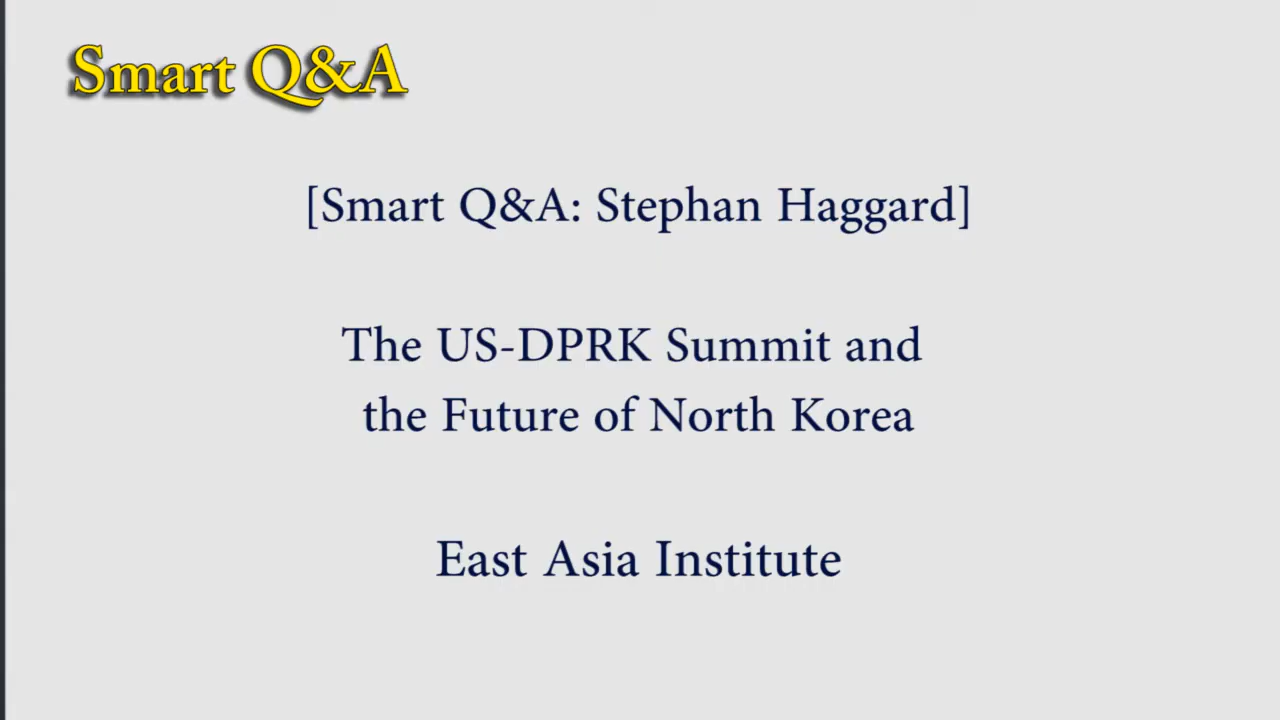 Smart Q&A
[Smart Q&A: Stephan Haggard]
The US-DPRK Summit and
the Future of North Korea
East Asia Institute